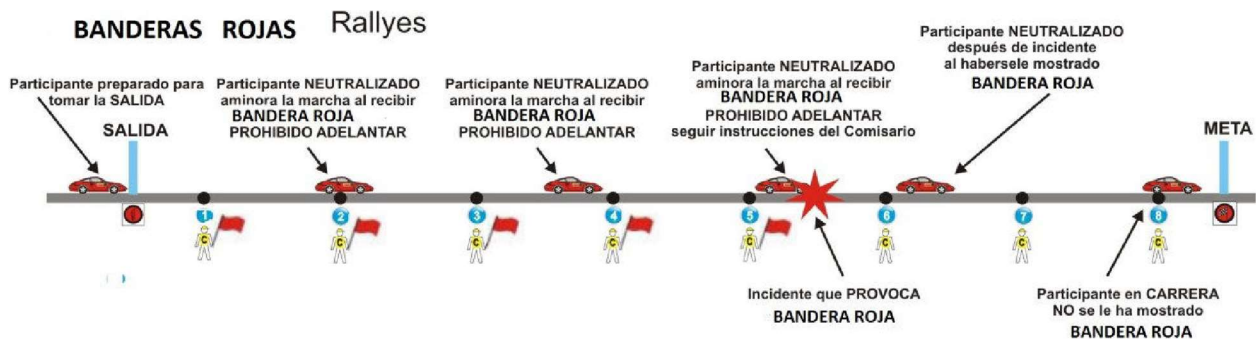 BANDERAS ROJAS Rallyes
Participante preparado para
tomar la SALIDA
SALIDA
Participante NEUTRALIZADO
aminora la marcha al recibir
BANDERA ROJA
PROHIBIDO ADELANTAR
Participante NEUTRALIZADO
aminora la marcha al recibir
BANDERA ROJA
PROHIBIDO ADELANTAR
Participante NEUTRALIZADO
aminora la marcha al recibir
BANDERA ROJA
PROHIBIDO ADELANTAR
seguir instrucciones del Comisario
Participante NEUTRALIZADO
después de incidente
al habersele mostrado
BANDERA ROJA
META
1 2 3 4 5 6 7 8
C C C C C C C C
Incidente que PROVOCA
BANDERA ROJA
Participante en CARRERA
NO se le ha mostrado
BANDERA ROJA